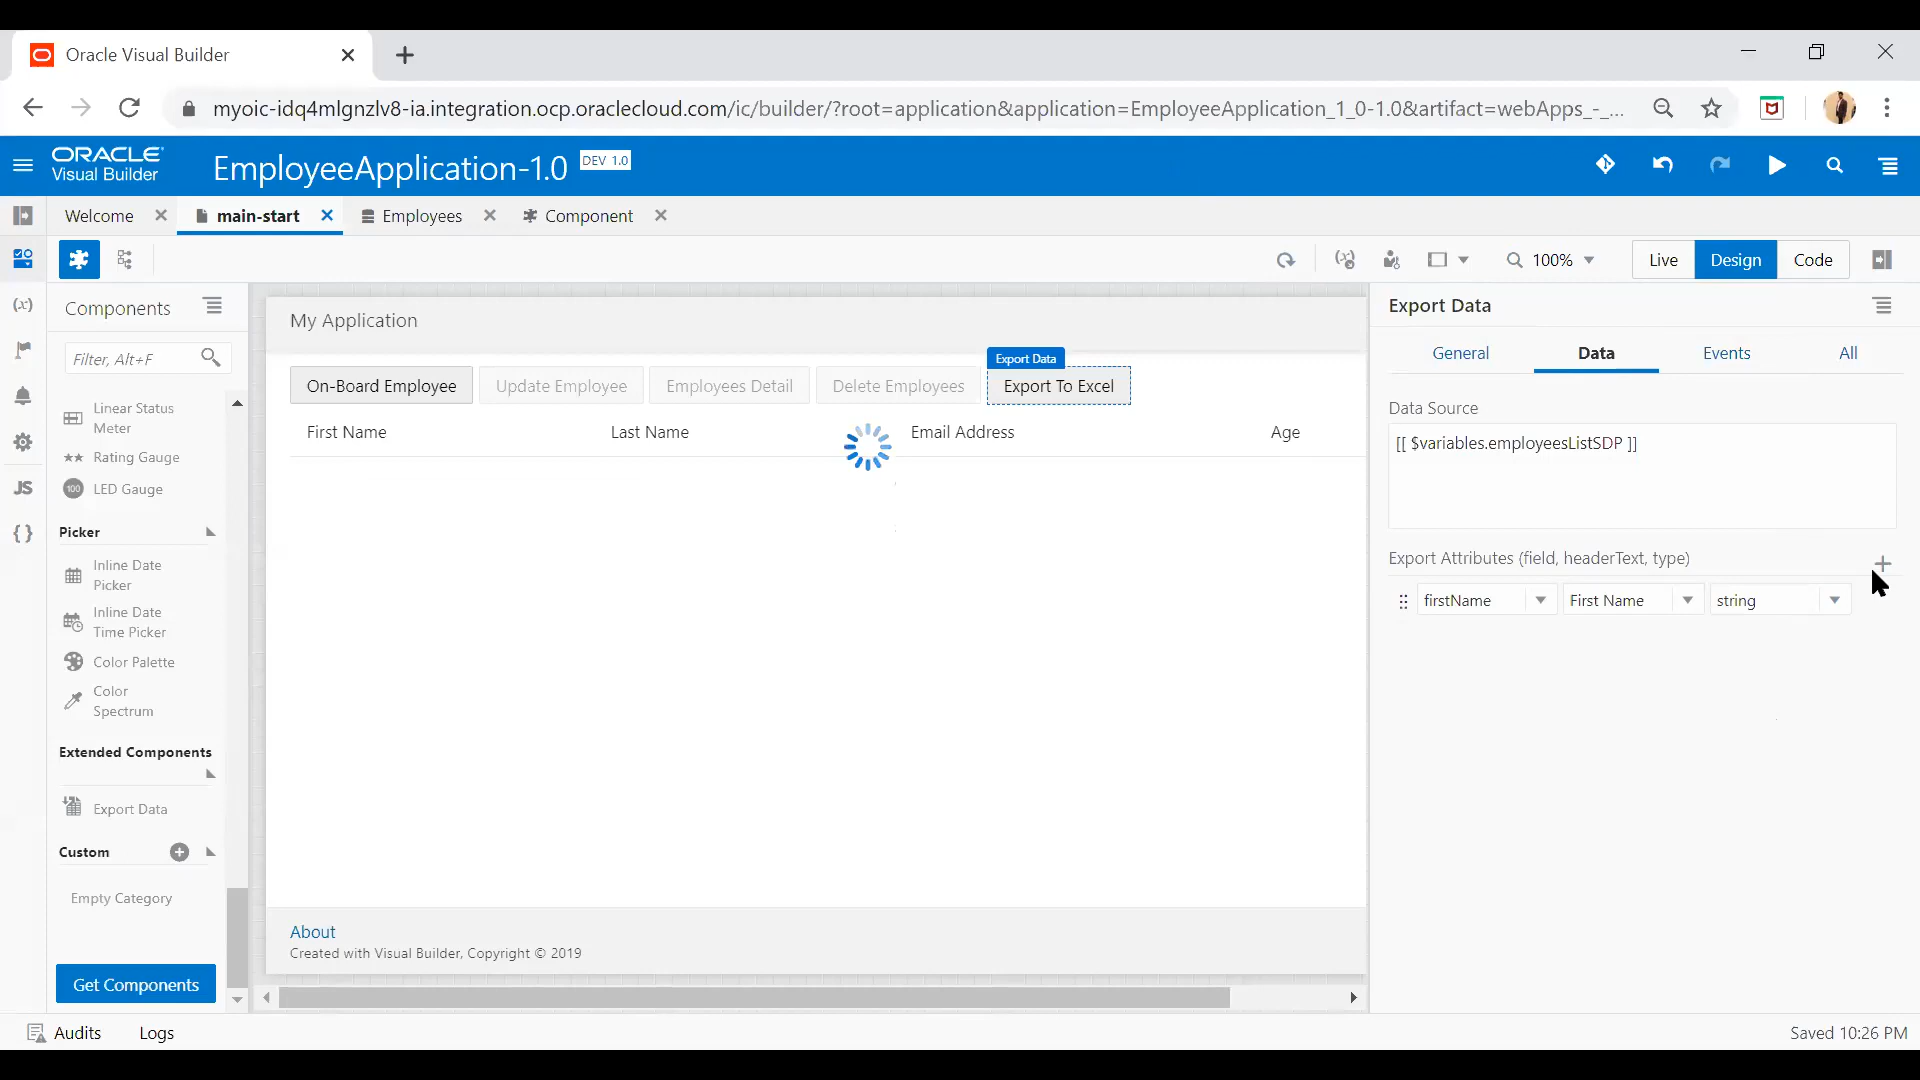 Oracle Visual Builder
myoic-idq4mlgnzlv8-ia.integration.ocp.oraclecloud.com/ic/builder/?root=application&application=EmployeeApplication_1_0-1.0&artifact=webApps_-_...
ORACLE
Visual Builder
EmployeeApplication-1.0
DEV 1.0
Welcome
main-start
Employees
Component
100%
Live
Design
Code
Components
Filter, Alt+F
Linear Status
Meter
Rating Gauge
100
LED Gauge
Picker
Inline Date
Picker
Inline Date
Time Picker
Color Palette
Color
Spectrum
Extended Components
Export Data
Custom
Empty Category
Get Components
JS
My Application
Export Data
On-Board Employee
Update Employee
Employees Detail
Delete Employees
Export To Excel
First Name
Last Name
Email Address
Age
About
Created with Visual Builder, Copyright © 2019
Export Data
General
Data
Events
All
Data Source
[[ $variables.employeesListSDP ]]
Export Attributes (field, headerText, type)
firstName
First Name
string
Audits
Logs
Saved 10:26 PM